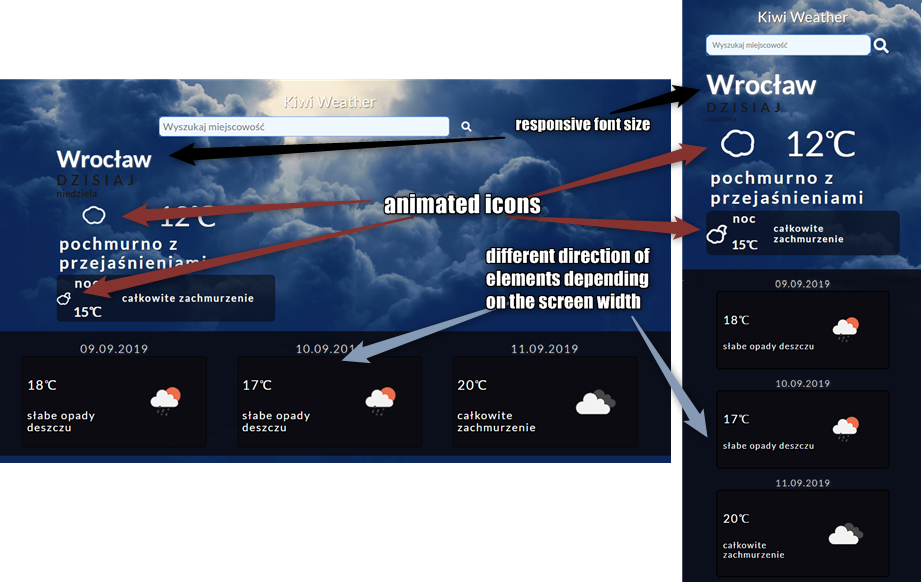 Kiwi Weather
Wyszukaj miejscowość
Wrocław
DZISIAJ
niedziela
12℃
pochmurno z
przejaśnieniami
noc
15℃
całkowite zachmurzenie
09.09.2019
18℃
słabe opady
deszczu
10.09.2019
17℃
słabe opady
deszczu
11.09.2019
20℃
całkowite
zachmurzenie
responsive font size
animated icons
different direction of
elements depending
on the screen width
Kiwi Weather
Wyszukaj miejscowość
Wrocław
DZISIAJ
niedziela
12℃
pochmurno z
przejaśnieniami
noc
15℃
całkowite
zachmurzenie
09.09.2019
18℃
słabe opady deszczu
10.09.2019
17℃
słabe opady deszczu
11.09.2019
20℃
całkowite
zachmurzenie